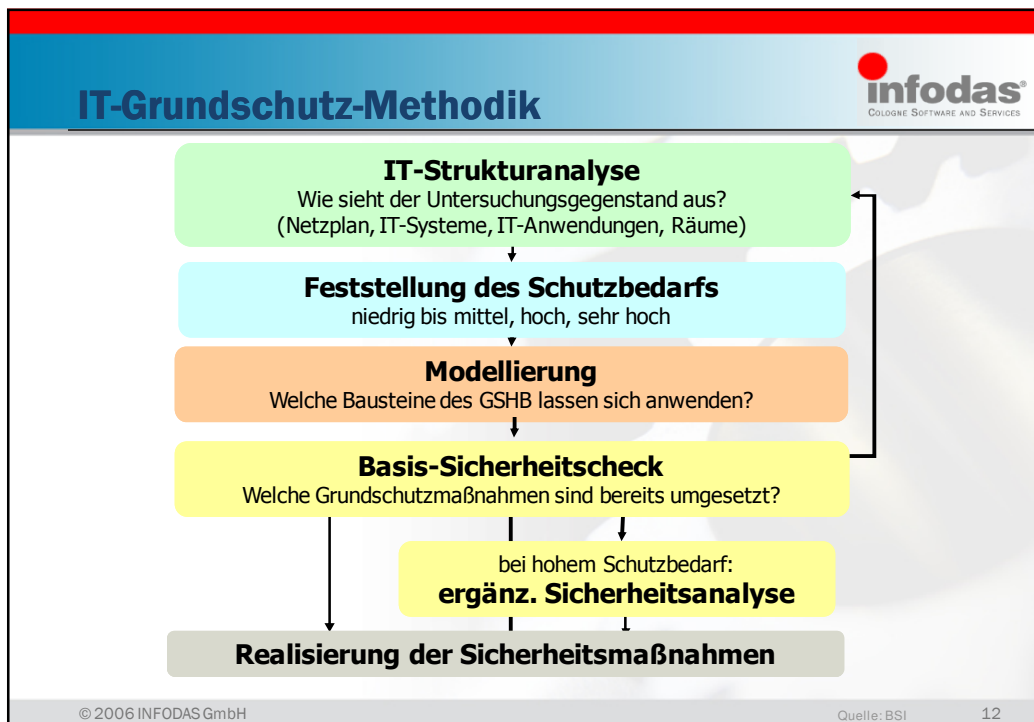 IT-Grundschutz-Methodik
infodas®
COLOGNE SOFTWARE AND SERVICES
IT-Strukturanalyse
Wie sieht der Untersuchungsgegenstand aus?
(Netzplan, IT-Systeme, IT-Anwendungen, Räume)
Feststellung des Schutzbedarfs
niedrig bis mittel, hoch, sehr hoch
Modellierung
Welche Bausteine des GSHB lassen sich anwenden?
Basis-Sicherheitscheck
Welche Grundschutzmaßnahmen sind bereits umgesetzt?
bei hohem Schutzbedarf:
ergänz. Sicherheitsanalyse
Realisierung der Sicherheitsmaßnahmen
© 2006 INFODAS GmbH
Quelle: BSI
12